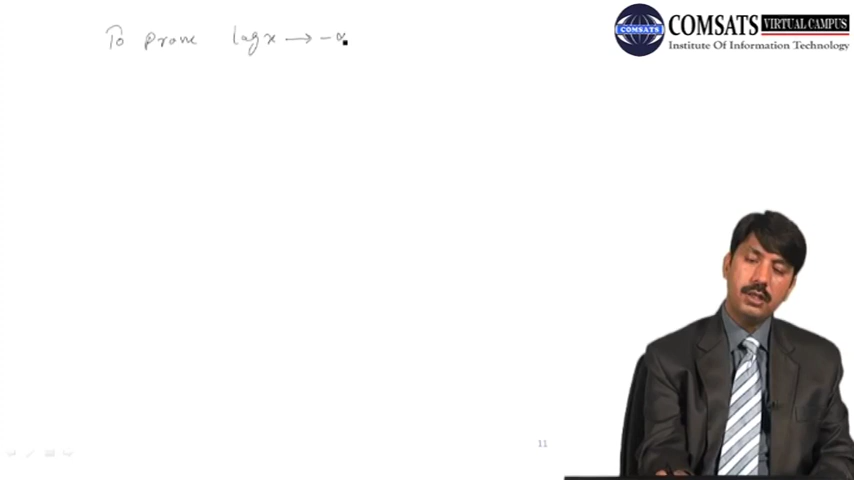 To prove log x → -∞
COMSATS VIRTUAL CAMPUS
Institute Of Information Technology
COMSATS
11